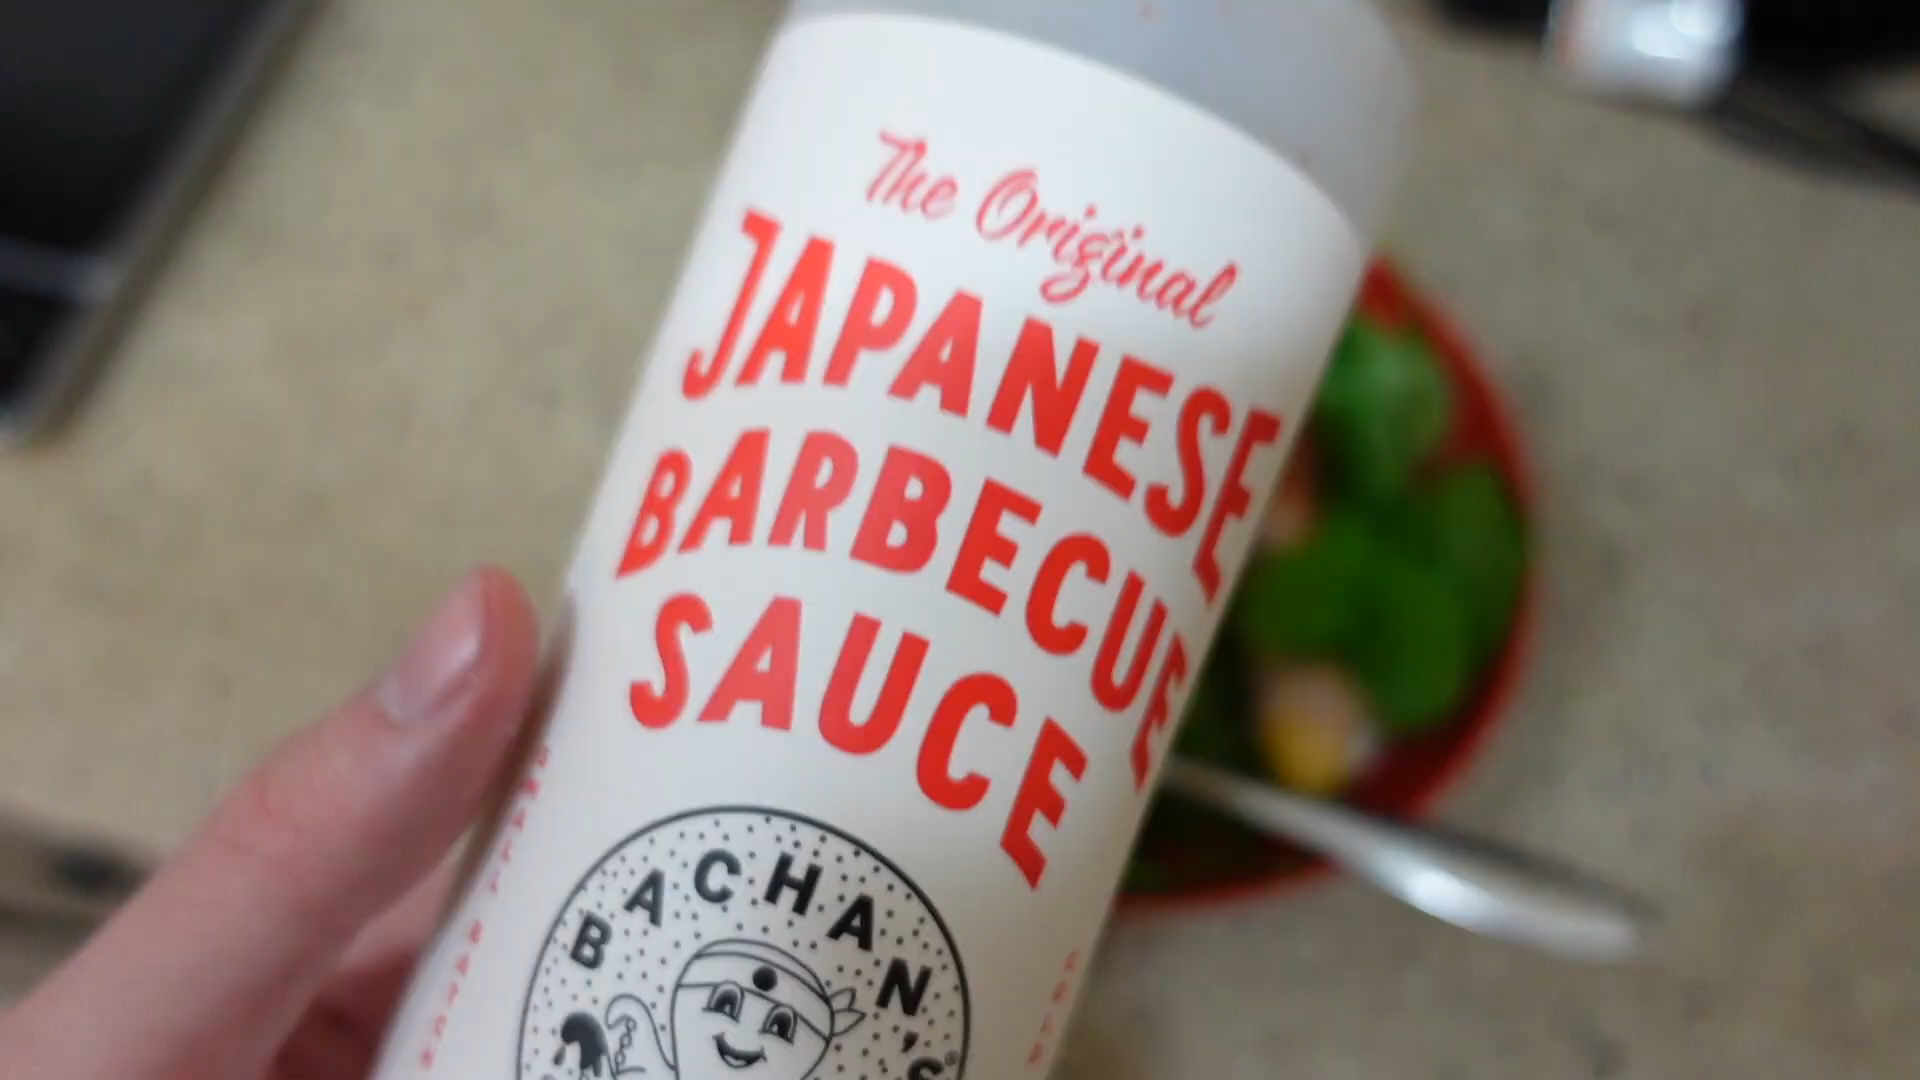 The Original
JAPANESE
BARBECUE
SAUCE
BACHAN'S